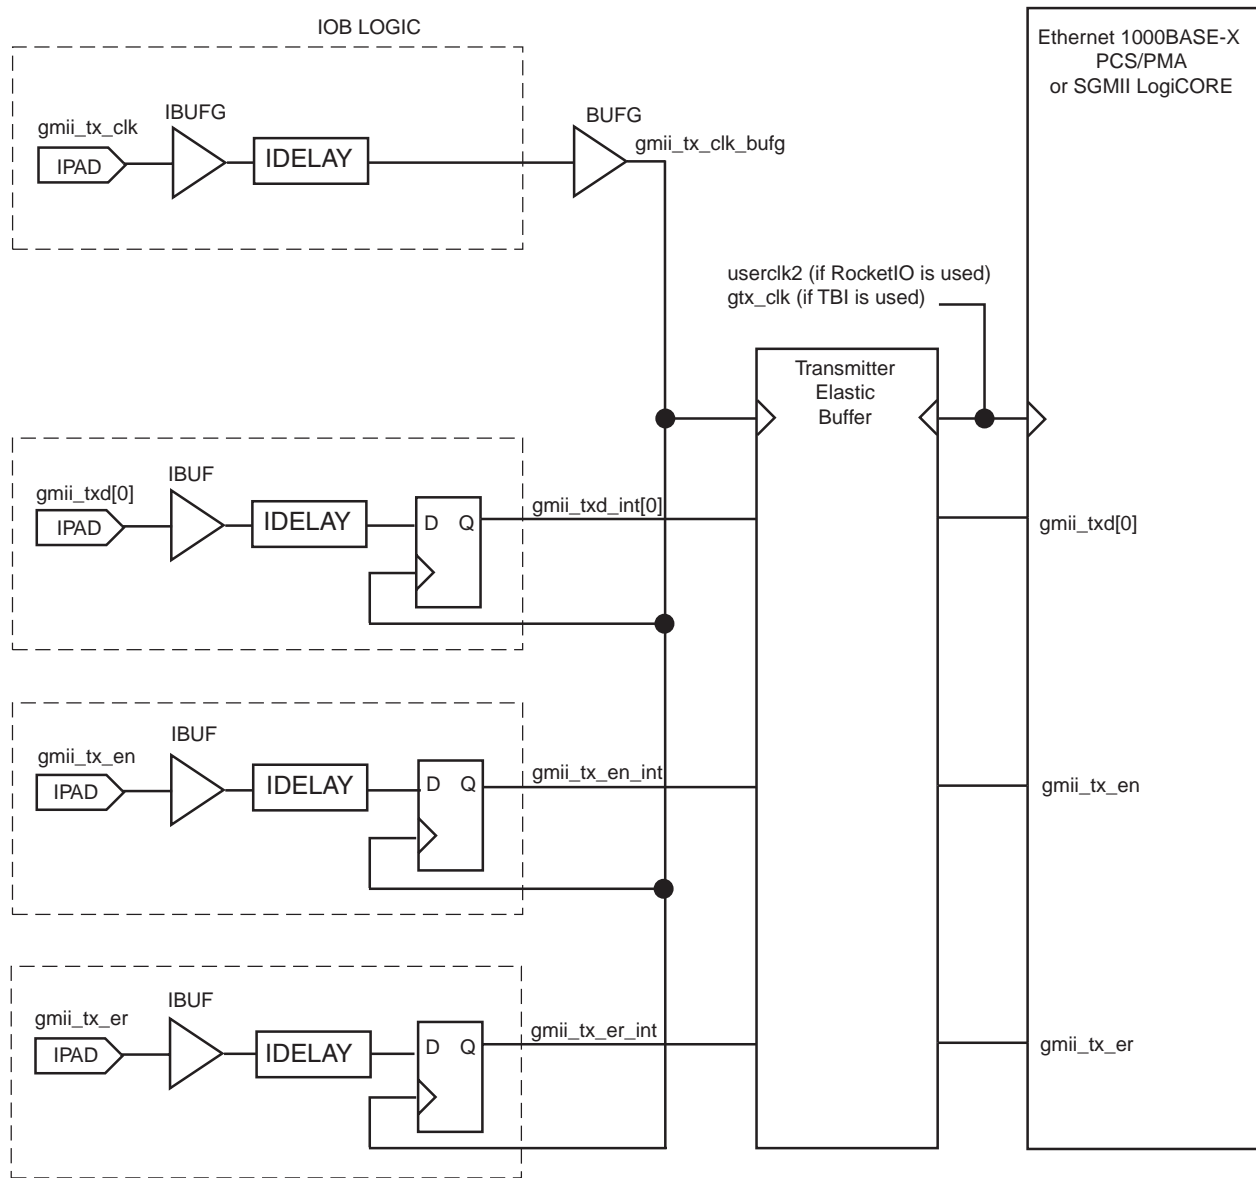 IOB LOGIC
Ethernet 1000BASE-X
PCS/PMA
or SGMII LogiCORE
IBUFG
BUFG
gmii_tx_clk
gmii_tx_clk_bufg
IPAD
IDELAY
userclk2 (if RocketIO is used)
gtx_clk (if TBI is used)
Transmitter
Elastic
Buffer
IBUF
gmii_txd[0]
IPAD
IDELAY
D Q
gmii_txd_int[0]
gmii_txd[0]
IBUF
gmii_tx_en
IPAD
IDELAY
D Q
gmii_tx_en_int
gmii_tx_en
IBUF
gmii_tx_er
IPAD
IDELAY
D Q
gmii_tx_er_int
gmii_tx_er